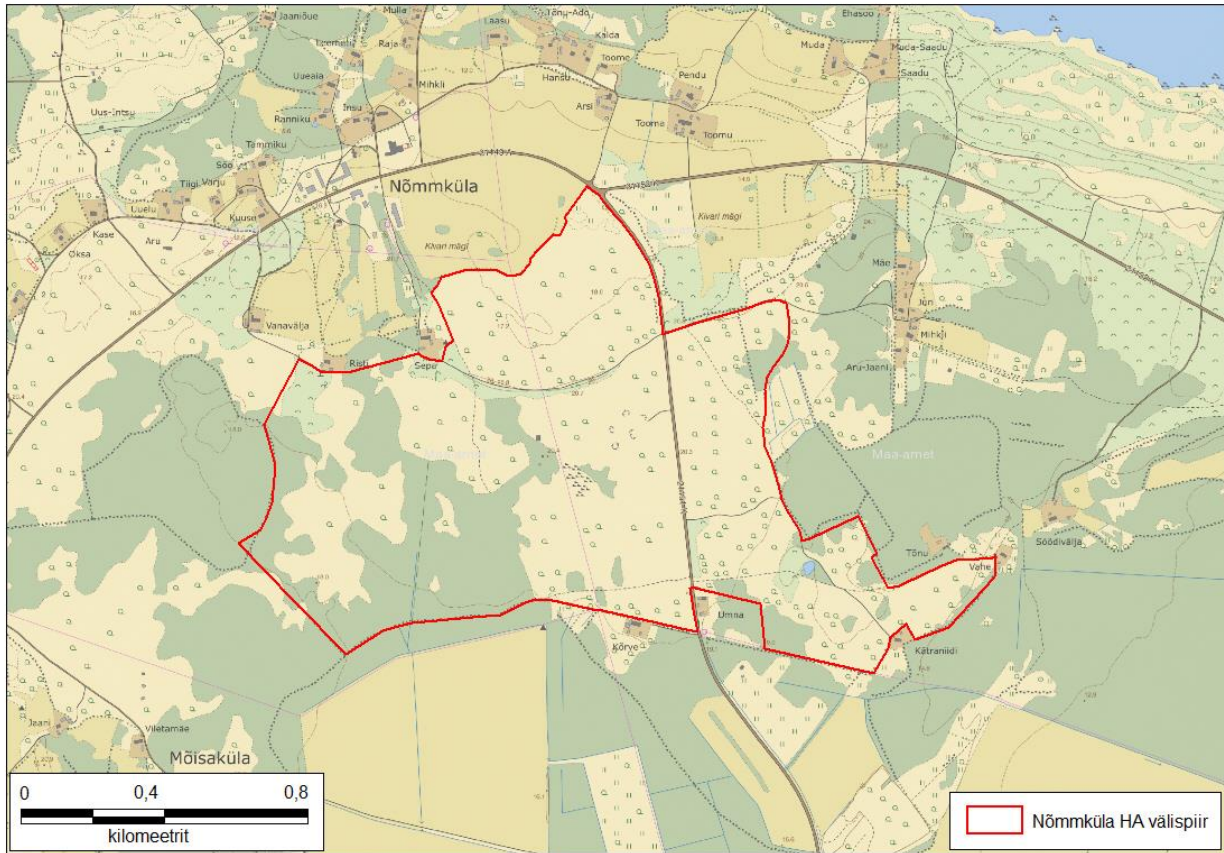 Jaaniõue
Mulla
Laasu
Tõnu-Ado
Kalda
Ehasoo
Raja
Toome
Muda
Muda-Saadu
Saadu
Uueaia
Mihkli
Hansu
Pendu
Arsi
Uus-Intsu
Ranniku
Insu
Tooma
Toomu
Tammiku
Söö
Tiigi
Varju
Nõmmküla
Uuelu
Kuuse
Kase
Aru
Oksa
Kivari mägi
Kivari mägi
Mäe
Jüri
Vanavälja
Mihkli
Risti
Sepa
Aru-Jaani
Maa-amet
Maa-amet
Söödivälja
Tõnu
Vahe
Umna
Kõrve
Kätraniidi
Jaani
Viletamäe
Mõisaküla
0 0,4 0,8
kilomeetrit
Nõmmküla HA välispiir